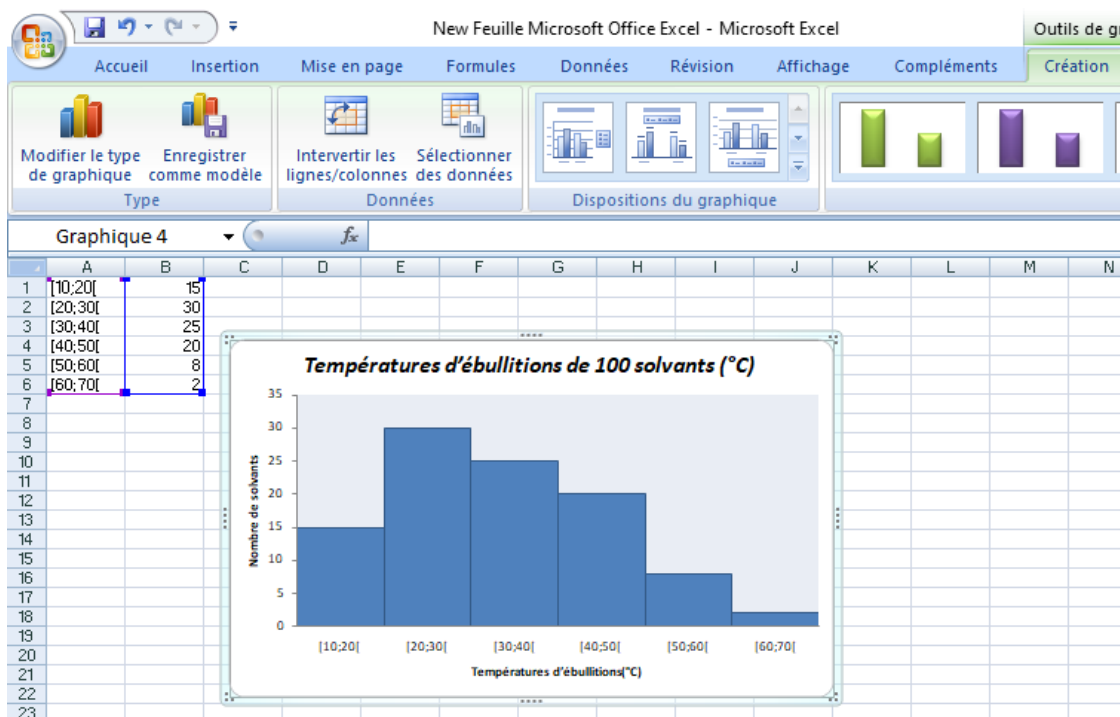 New Feuille Microsoft Office Excel - Microsoft Excel
Outils de g
Accueil Insertion Mise en page Formules Données Révision Affichage Compléments Création
Modifier le type de graphique
Enregistrer comme modèle
Intervertir les lignes/colonnes
Sélectionner des données
Type
Données
Dispositions du graphique
Graphique 4
fx
A B C D E F G H I J K L M N
1 [10;20[ 15
2 [20;30[ 30
3 [30;40[ 25
4 [40;50[ 20
5 [50;60[ 8
6 [60;70[ 2
7
8
9
10
11
12
13
14
15
16
17
18
19
20
21
22
23
Températures d’ébullitions de 100 solvants (°C)
Nombre de solvants
35
30
25
20
15
10
5
0
[10;20[ [20;30[ [30;40[ [40;50[ [50;60[ [60;70[
Températures d’ébullitions(°C)